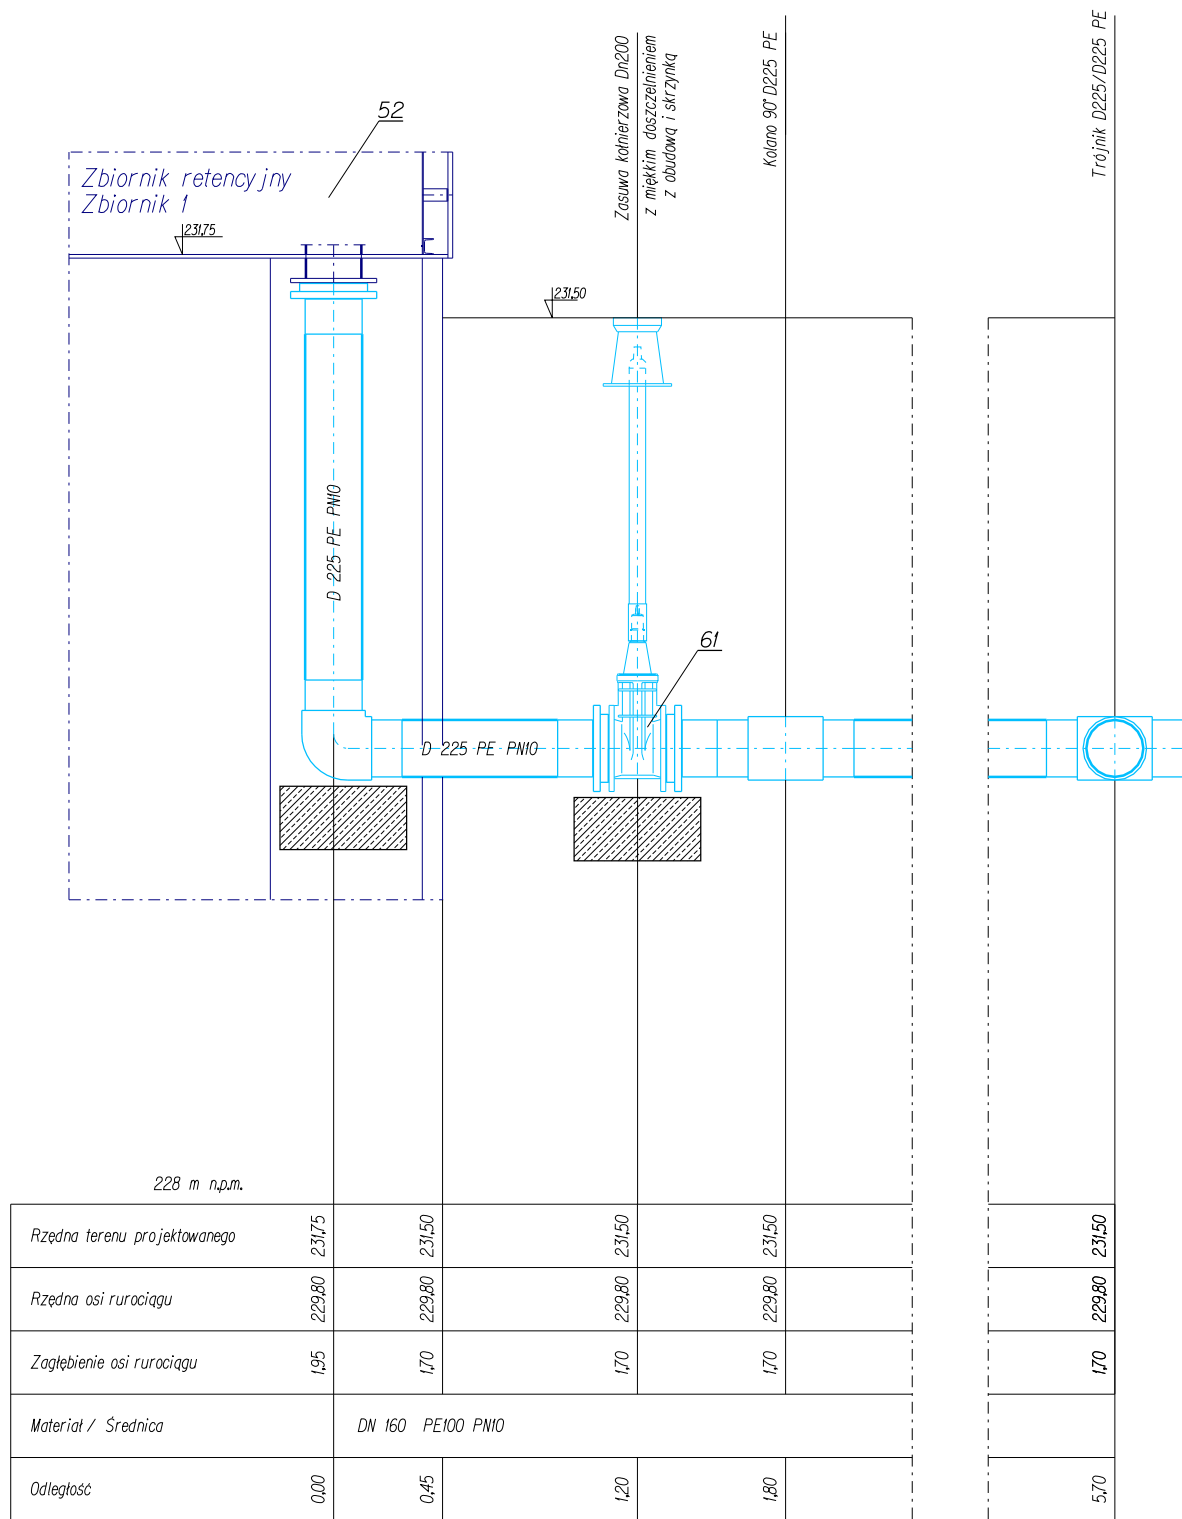 Zasuwa kołnierzowa Dn200
z miękkim doszczelnieniem
z obudową i skrzynką
Kolano 90° D225 PE
Trójnik D225/D225 PE
52
Zbiornik retencyjny
Zbiornik 1
231,75
231,50
D 225 PE PN10
61
D 225 PE PN10
228 m n.p.m.
Rzędna terenu projektowanego 231,75 231,50 231,50 231,50 231,50
Rzędna osi rurociągu 229,80 229,80 229,80 229,80 229,80
Zagłębienie osi rurociągu 1,95 1,70 1,70 1,70 1,70
Materiał / Średnica DN 160 PE100 PN10
Odległość 0,00 0,45 1,20 1,80 5,70